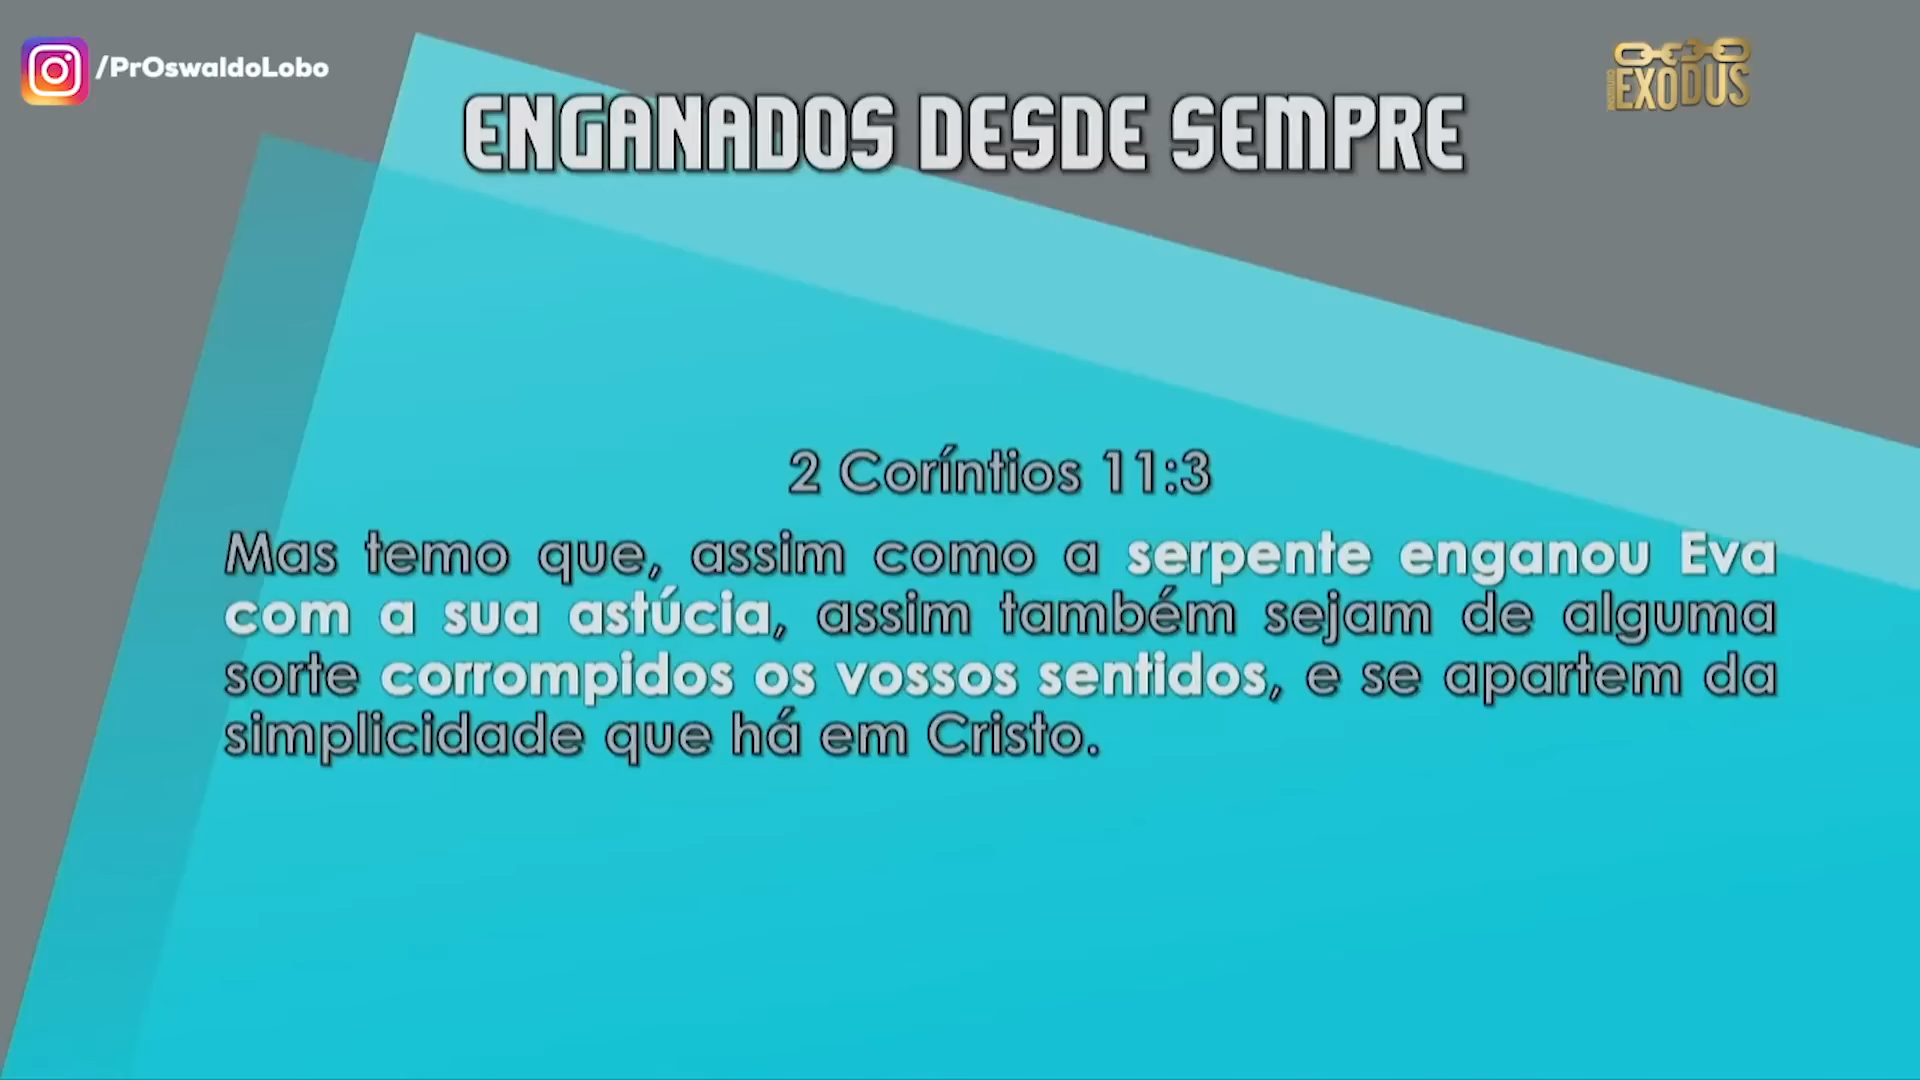 /PrOswaldoLobo
EXODUS
ENGANADOS DESDE SEMPRE
2 Coríntios 11:3
Mas temo que, assim como a serpente enganou Eva
com a sua astúcia, assim também sejam de alguma
sorte corrompidos os vossos sentidos, e se apartem da
simplicidade que há em Cristo.